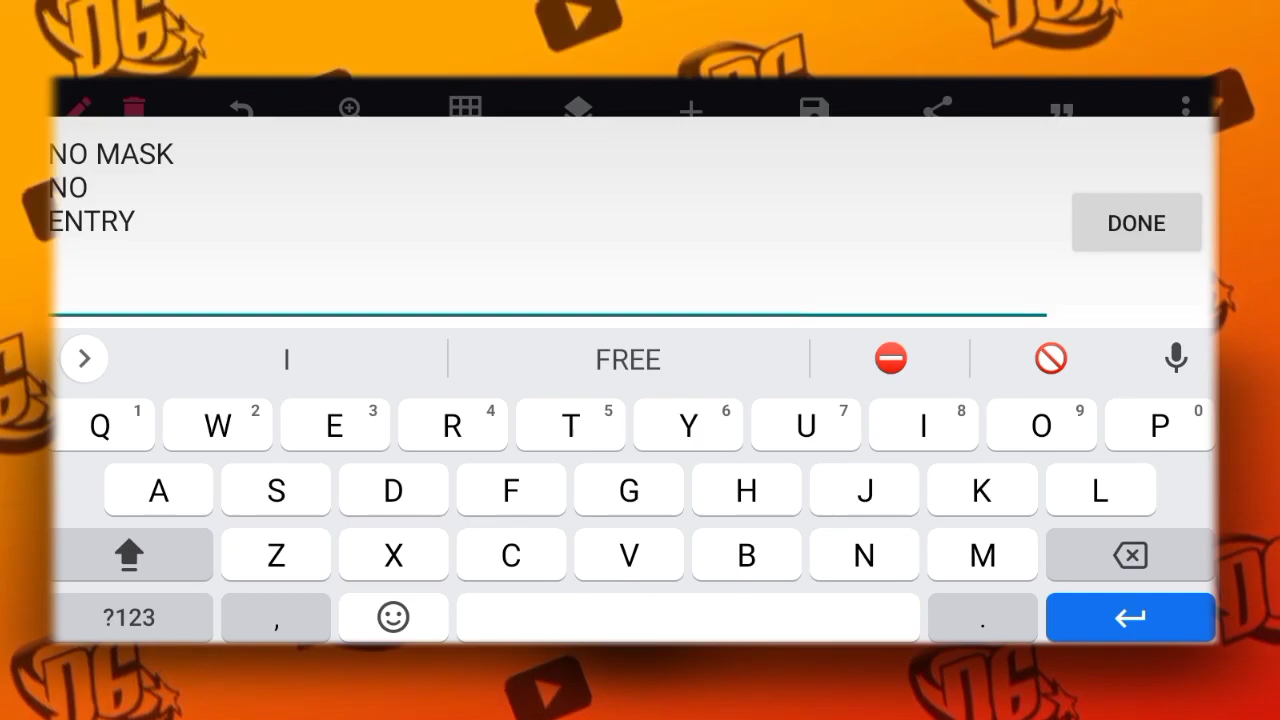 NO MASK
NO
ENTRY
DONE
I FREE
Q 1 W 2 E 3 R 4 T 5 Y 6 U 7 I 8 O 9 P 0
A S D F G H J K L
Z X C V B N M
?123 , .